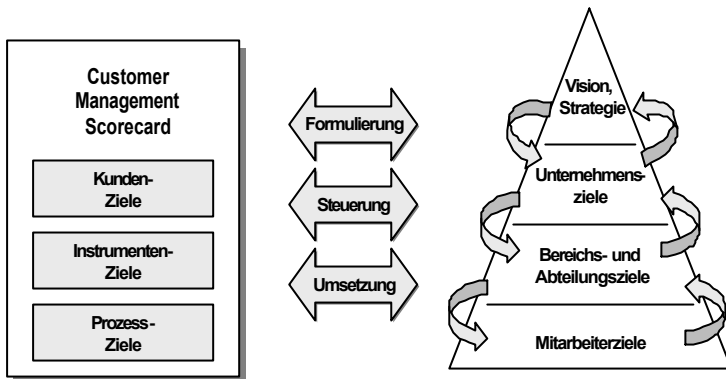 Customer
Management
Scorecard
Kunden-
Ziele
Instrumenten-
Ziele
Prozess-
Ziele
Formulierung
Steuerung
Umsetzung
Vision,
Strategie
Unternehmens-
ziele
Bereichs- und
Abteilungsziele
Mitarbeiterziele